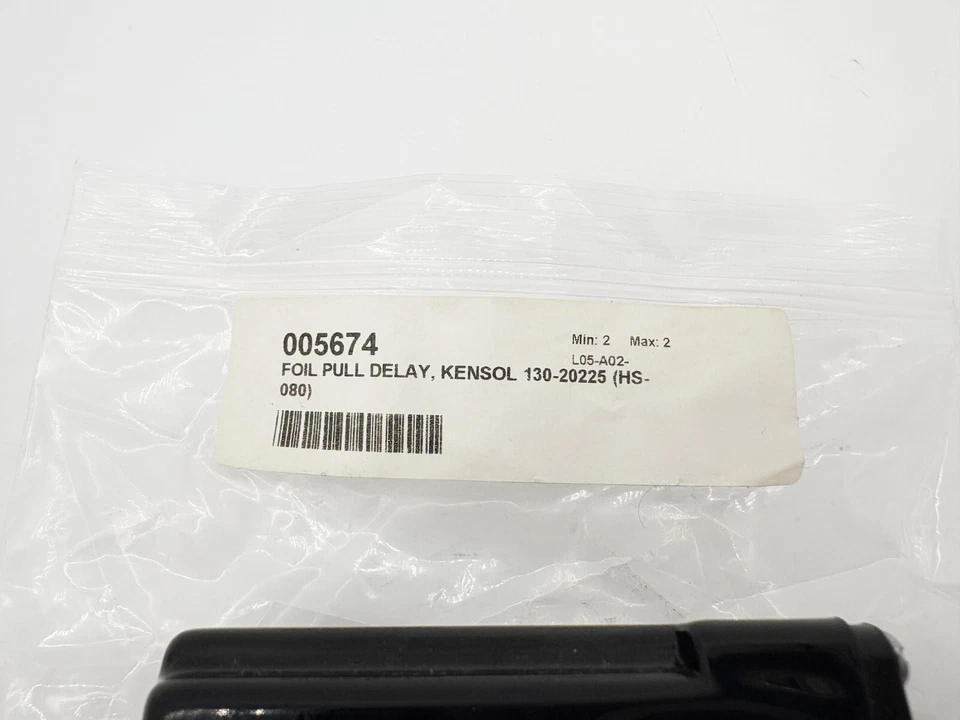 005674
Min: 2 Max: 2
L05-A02-
FOIL PULL DELAY, KENSOL 130-20225 (HS-
080)